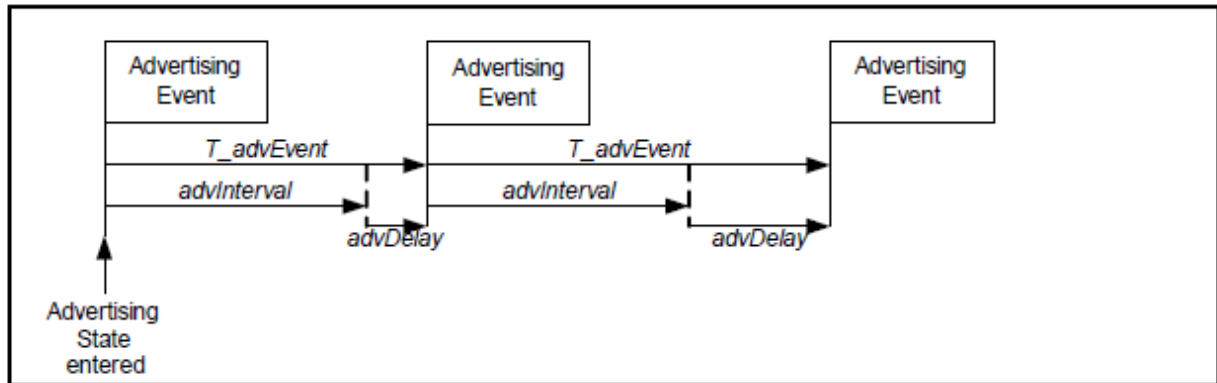 Advertising
Event
Advertising
Event
Advertising
Event
T_advEvent
T_advEvent
advInterval
advInterval
advDelay
advDelay
Advertising
State
entered